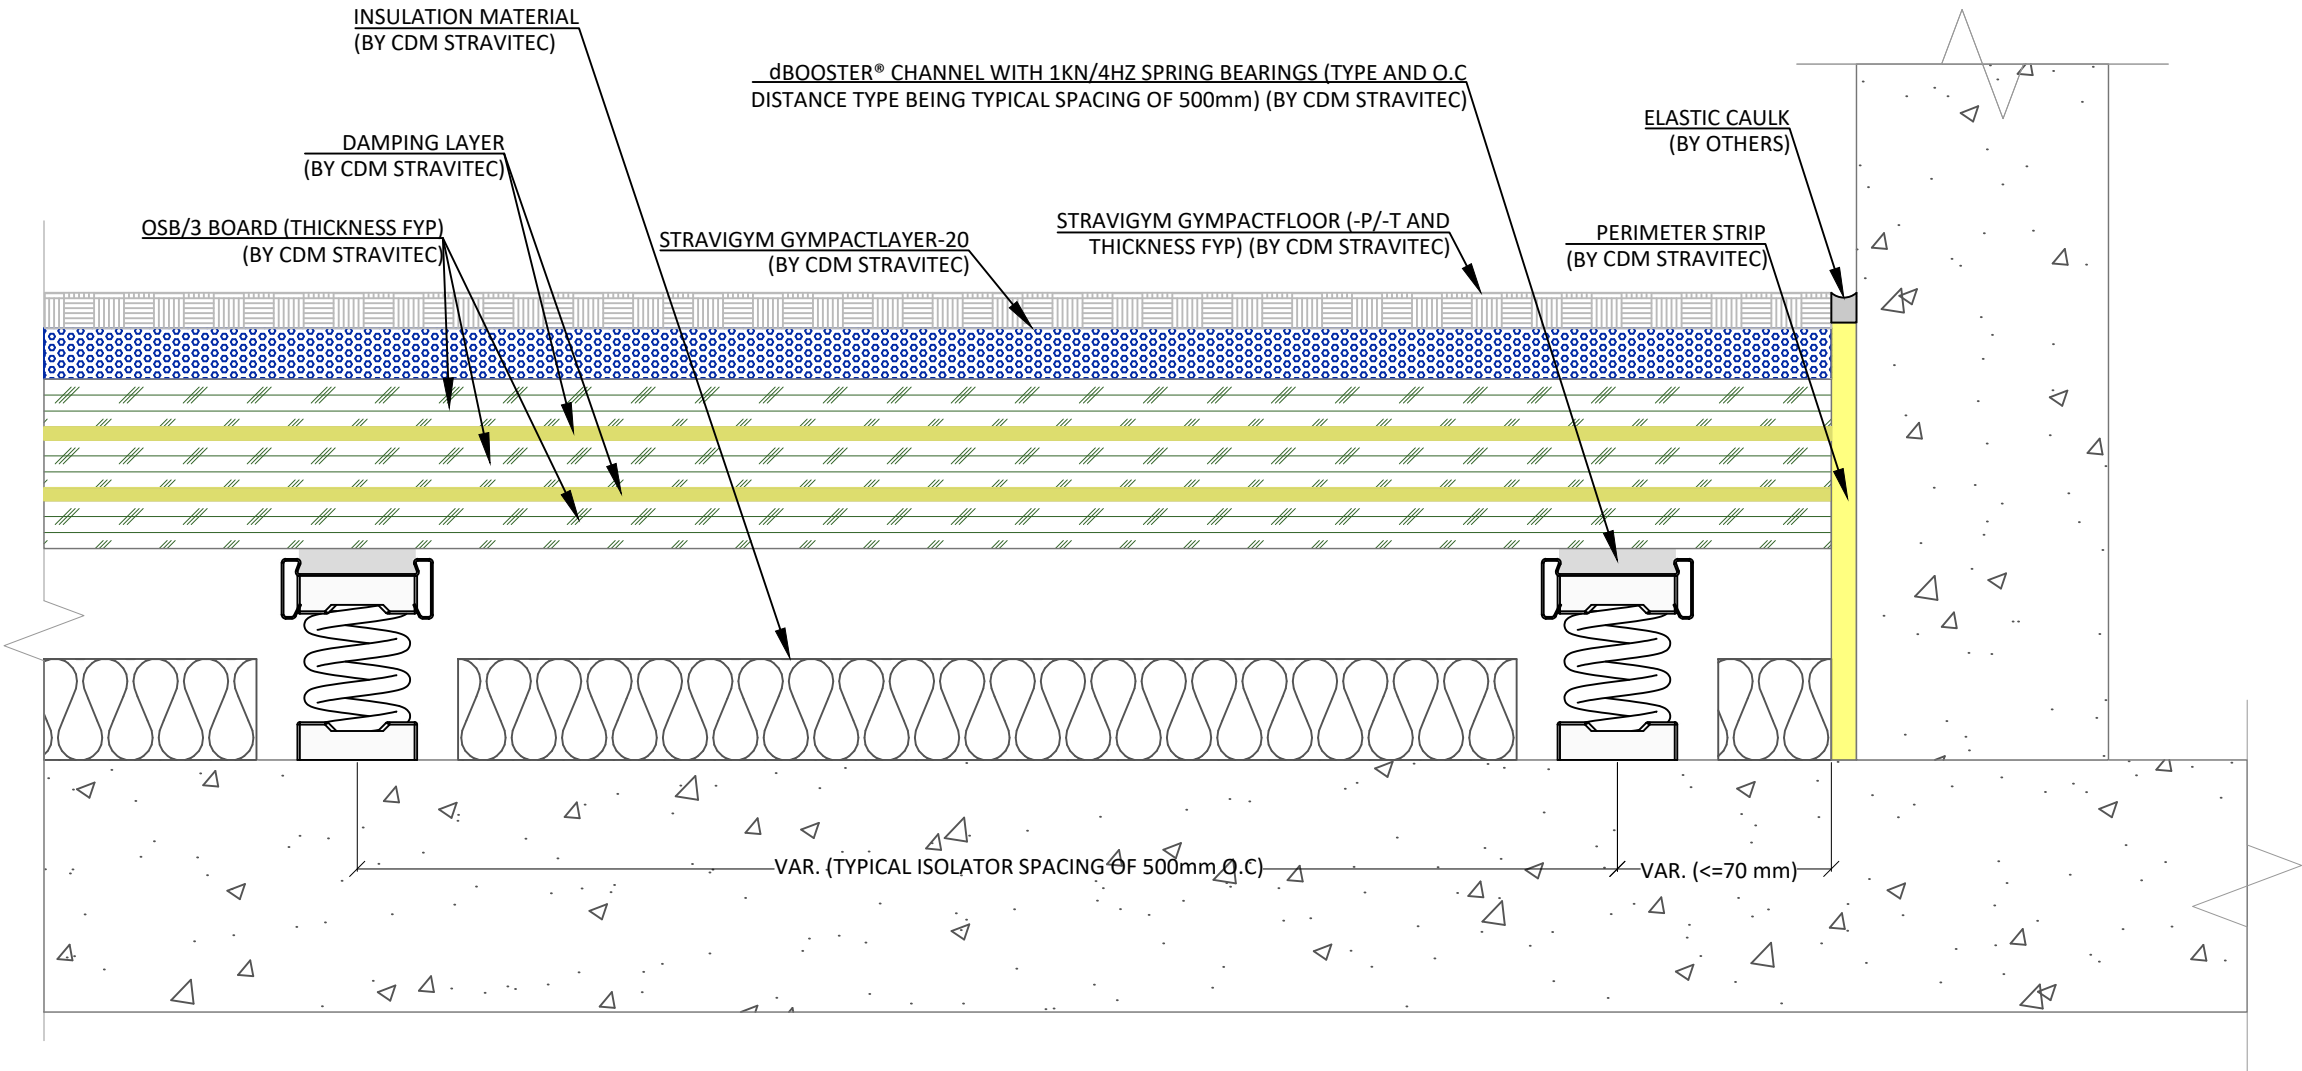 INSULATION MATERIAL
(BY CDM STRAVITEC)
dBOOSTER® CHANNEL WITH 1KN/4HZ SPRING BEARINGS (TYPE AND O.C
DISTANCE TYPE BEING TYPICAL SPACING OF 500mm) (BY CDM STRAVITEC)
ELASTIC CAULK
(BY OTHERS)
DAMPING LAYER
(BY CDM STRAVITEC)
OSB/3 BOARD (THICKNESS FYP)
(BY CDM STRAVITEC)
STRAVIGYM GYMPACTLAYER-20
(BY CDM STRAVITEC)
STRAVIGYM GYMPACTFLOOR (-P/-T AND
THICKNESS FYP) (BY CDM STRAVITEC)
PERIMETER STRIP
(BY CDM STRAVITEC)
VAR. (TYPICAL ISOLATOR SPACING OF 500mm O.C)
VAR. (<=70 mm)